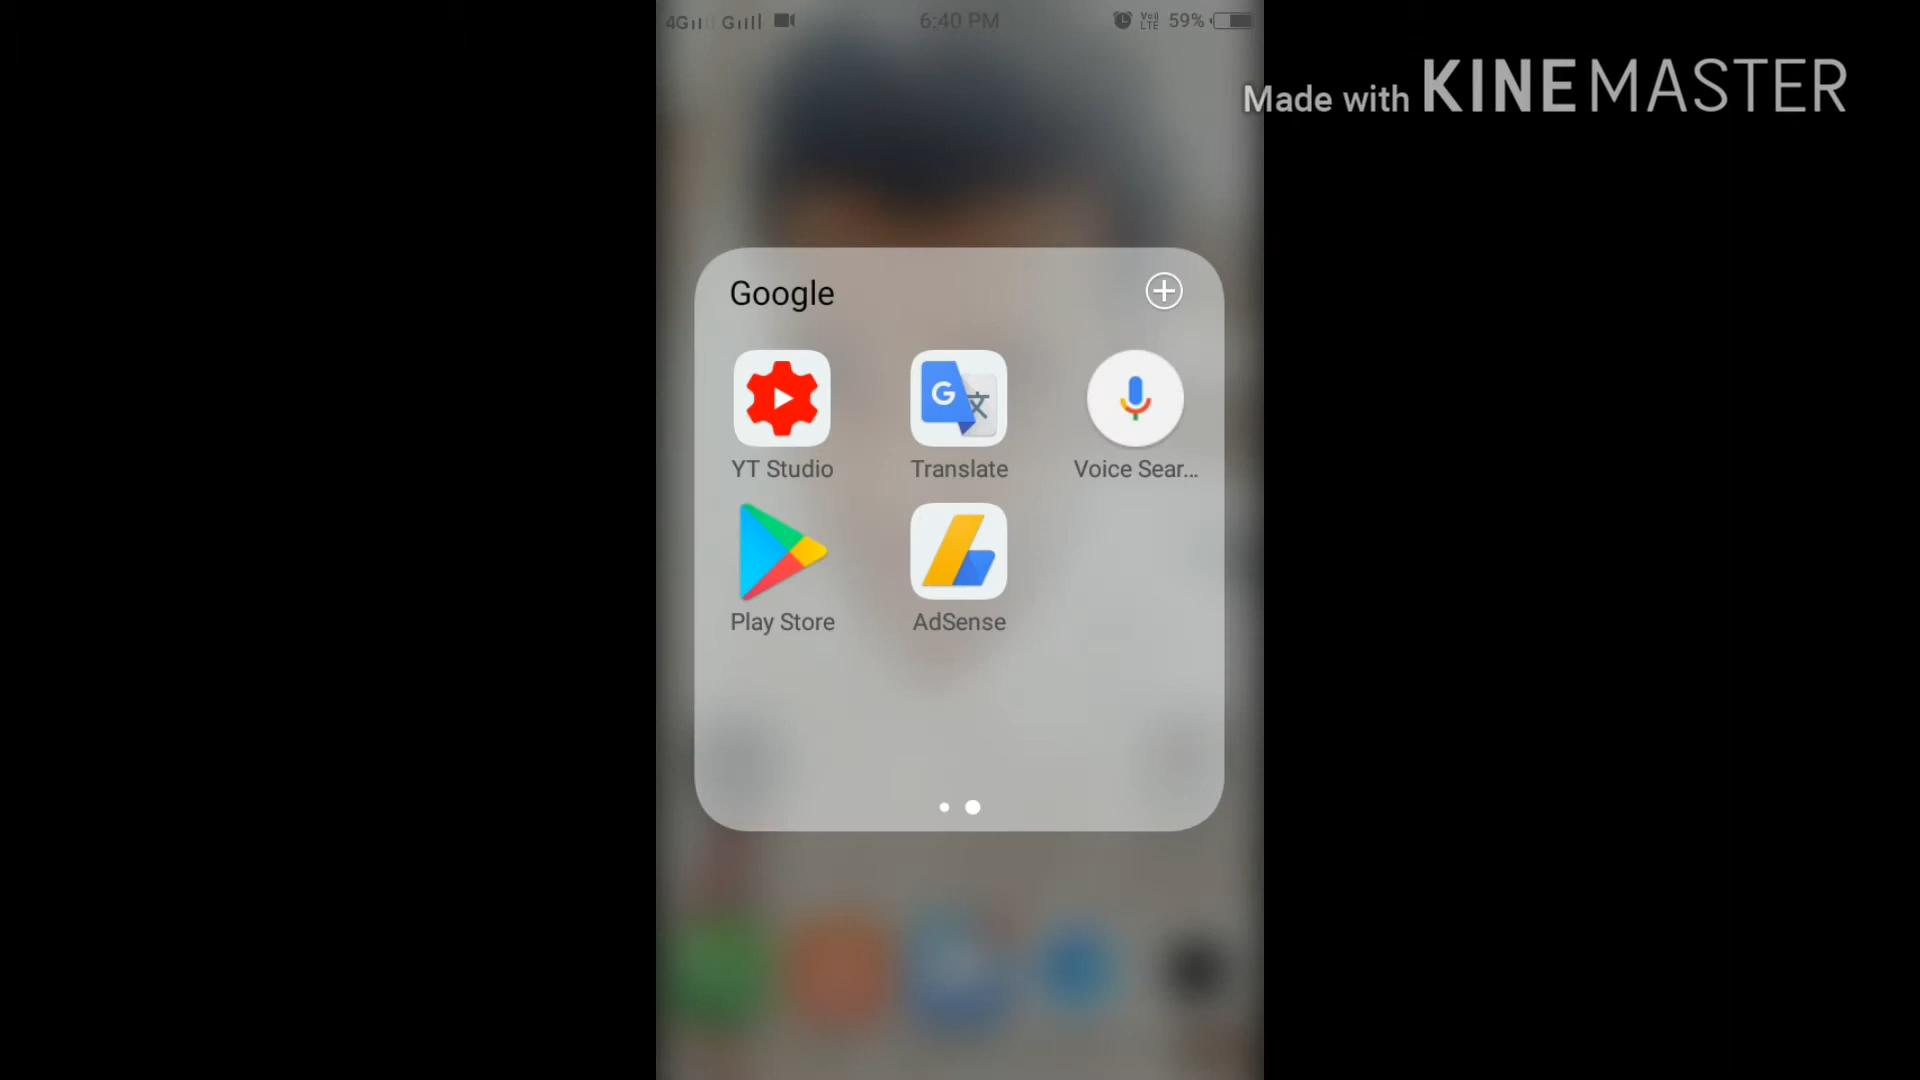 4G G 6:40 PM VoLTE 59%
Made with KINEMASTER
Google
YT Studio Translate Voice Sear...
Play Store AdSense